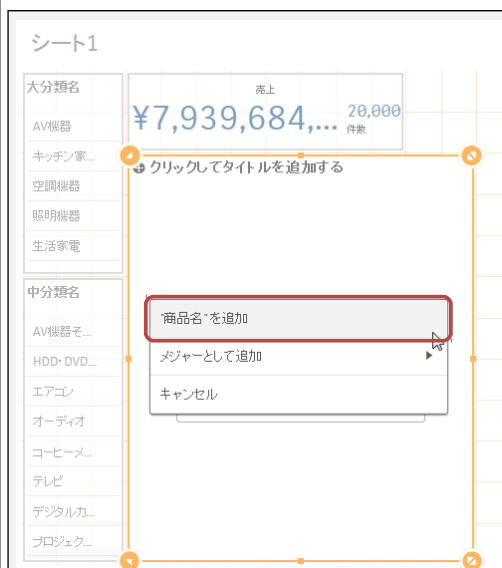 シート1
大分類名
AV機器
キッチン家...
空調機器
照明機器
生活家電
売上
¥7,939,684,...
20,000
件数
クリックしてタイトルを追加する
"商品名"を追加
メジャーとして追加
キャンセル
中分類名
AV機器そ...
HDD・DVD...
エアコン
オーディオ
コーヒーメ...
テレビ
デジタルカ...
プロジェク...